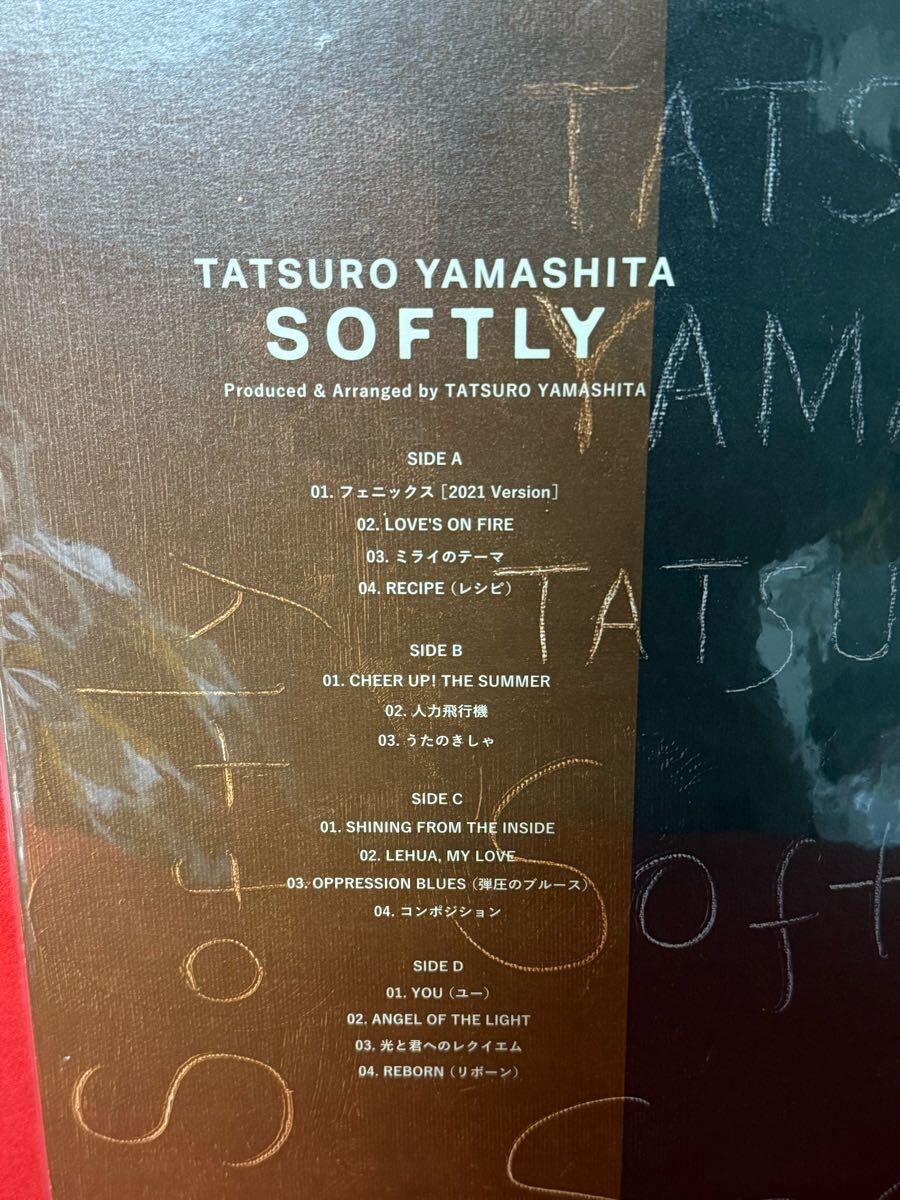 TATSURO YAMASHITA
SOFTLY
Produced & Arranged by TATSURO YAMASHITA
SIDE A
01. フェニックス [2021 Version]
02. LOVE'S ON FIRE
03. ミライのテーマ
04. RECIPE (レシピ)
SIDE B
01. CHEER UP! THE SUMMER
02. 人力飛行機
03. うたのきしゃ
SIDE C
01. SHINING FROM THE INSIDE
02. LEHUA, MY LOVE
03. OPPRESSION BLUES (弾圧のブルース)
04. コンポジション
SIDE D
01. YOU (ユー)
02. ANGEL OF THE LIGHT
03. 光と君へのレクイエム
04. REBORN (リボーン)
TATS
YAMA
TATSU
Soft
Softly